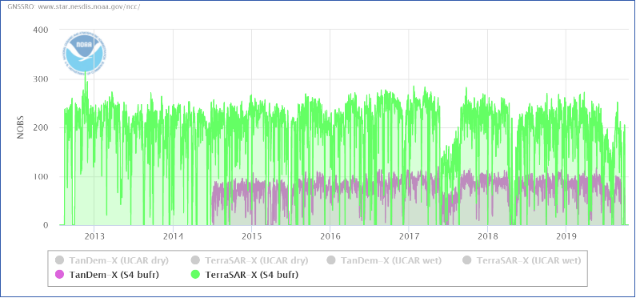 GNSSRO www.star.nesdis.noaa.gov/ncc/
400
NOAA
300
NOBS
200
100
0
2013 2014 2015 2016 2017 2018 2019
TanDem-X (UCAR dry) TerraSAR-X (UCAR dry) TanDem-X (UCAR wet) TerraSAR-X (UCAR wet)
TanDem-X (S4 bufr) TerraSAR-X (S4 bufr)